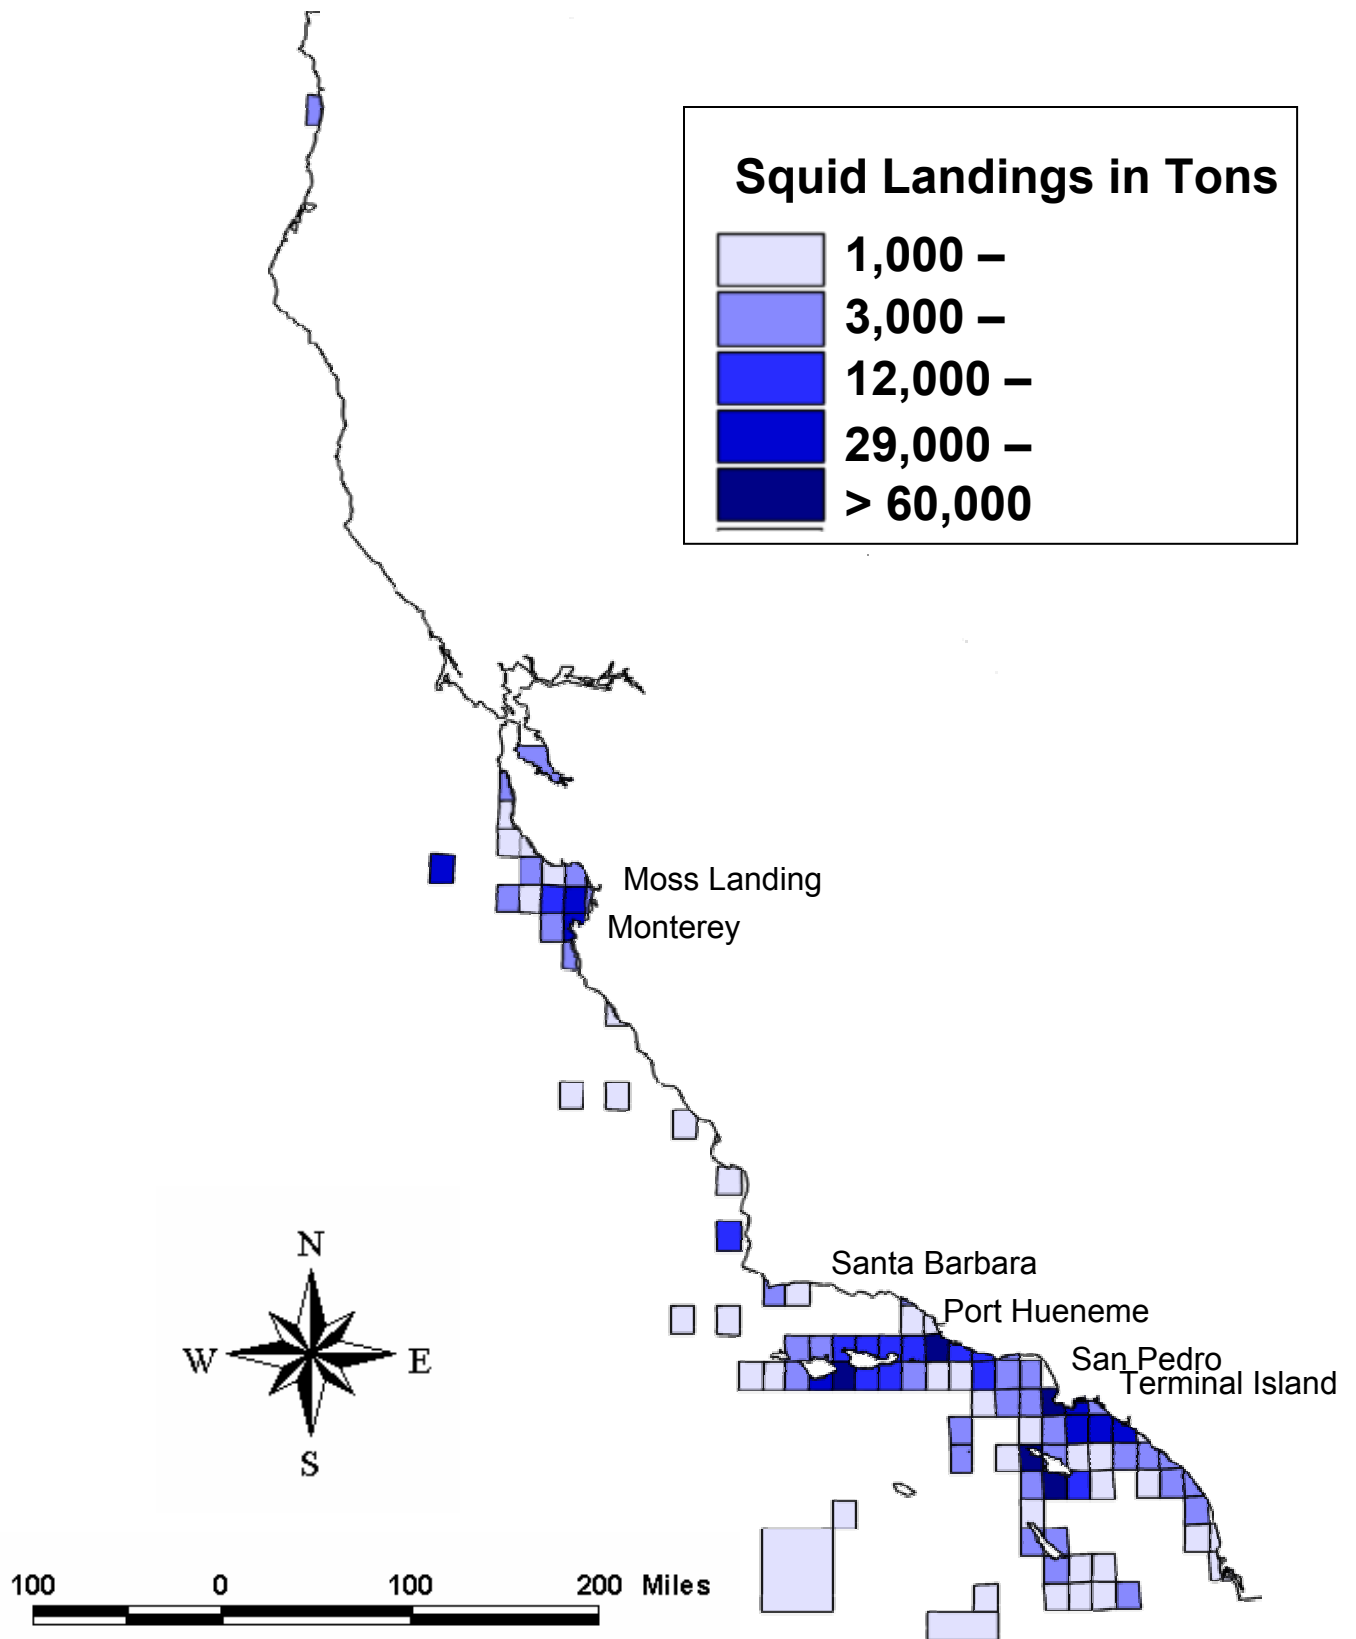 Squid Landings in Tons
1,000 –
3,000 –
12,000 –
29,000 –
> 60,000
Moss Landing
Monterey
N
W E
S
Santa Barbara
Port Hueneme
San Pedro
Terminal Island
100 0 100 200 Miles